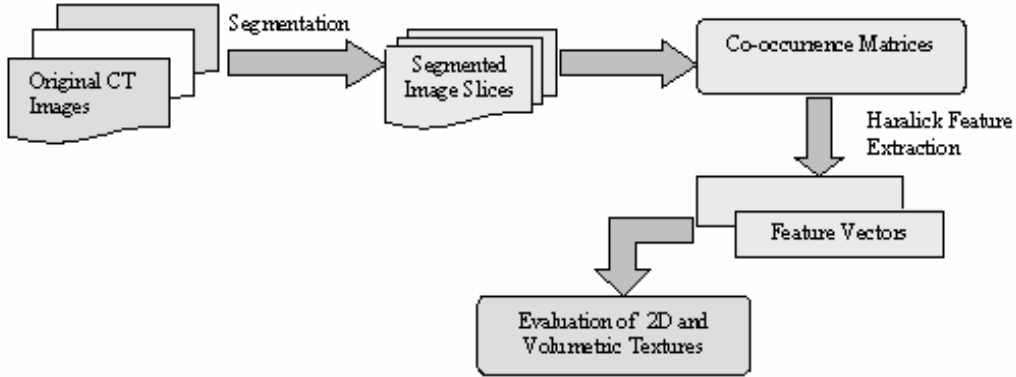 Segmentation
Original CT
Images
Segmented
Image Slices
Co-occurrence Matrices
Haralick Feature
Extraction
Feature Vectors
Evaluation of 2D and
Volumetric Textures